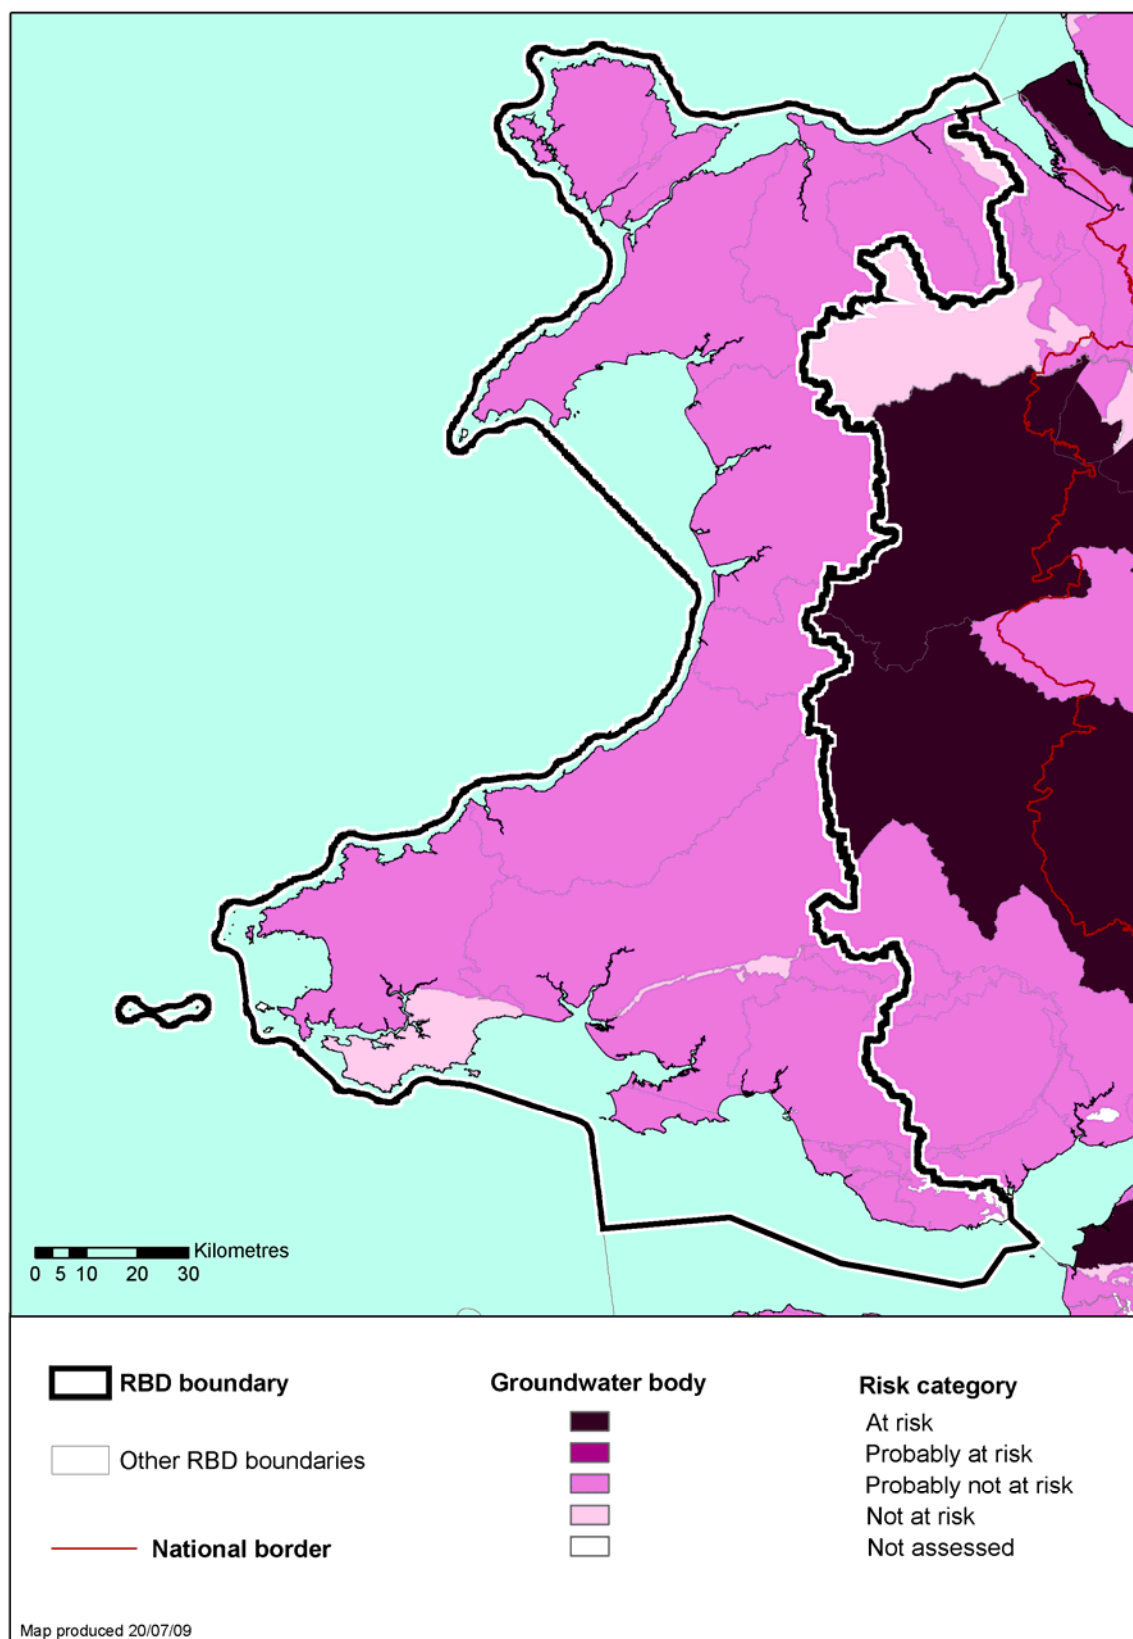 Kilometres
0 5 10 20 30
RBD boundary
Other RBD boundaries
National border
Groundwater body
Risk category
At risk
Probably at risk
Probably not at risk
Not at risk
Not assessed
Map produced 20/07/09